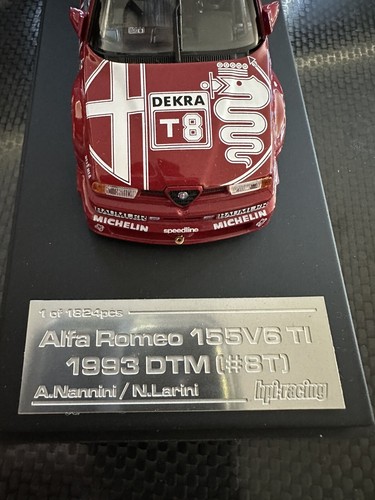 DEKRA
T8
MICHELIN
speedline
MICHELIN
1 of 1824pcs
Alfa Romeo 155V6 TI
1993 DTM (#8T)
A.Nannini / N.Larini
hpi-racing